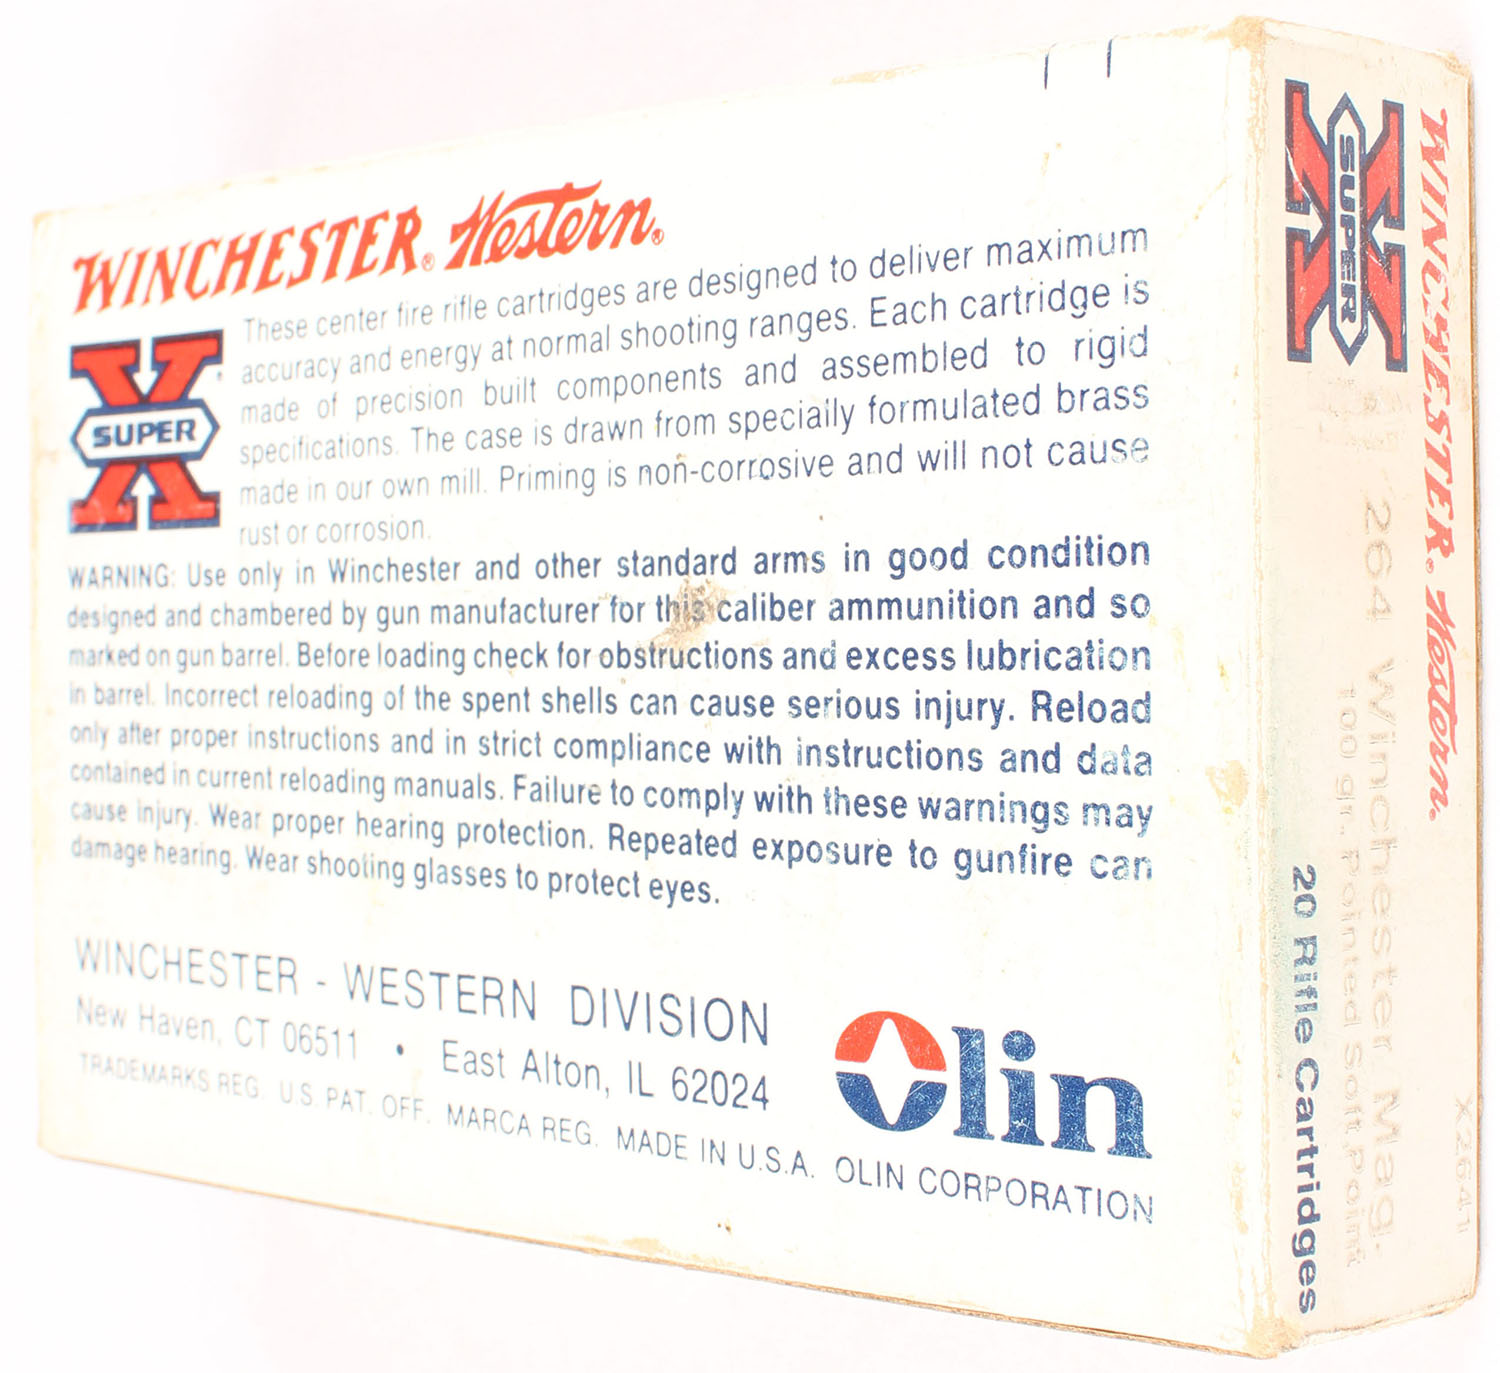 WINCHESTER® Western®
SUPER X
These center fire rifle cartridges are designed to deliver maximum
accuracy and energy at normal shooting ranges. Each cartridge is
made of precision built components and assembled to rigid
specifications. The case is drawn from specially formulated brass
made in our own mill. Priming is non-corrosive and will not cause
rust or corrosion.
WARNING: Use only in Winchester and other standard arms in good condition
designed and chambered by gun manufacturer for this caliber ammunition and so
marked on gun barrel. Before loading check for obstructions and excess lubrication
in barrel. Incorrect reloading of the spent shells can cause serious injury. Reload
only after proper instructions and in strict compliance with instructions and data
contained in current reloading manuals. Failure to comply with these warnings may
cause injury. Wear proper hearing protection. Repeated exposure to gunfire can
damage hearing. Wear shooting glasses to protect eyes.
WINCHESTER - WESTERN DIVISION
New Haven, CT 06511 • East Alton, IL 62024
TRADEMARKS REG. U.S. PAT. OFF. MARCA REG. MADE IN U.S.A. OLIN CORPORATION
Olin
WINCHESTER® Western®
SUPER X
X2641
264 Winchester Mag.
100 gr. Pointed Soft Point
20 Rifle Cartridges